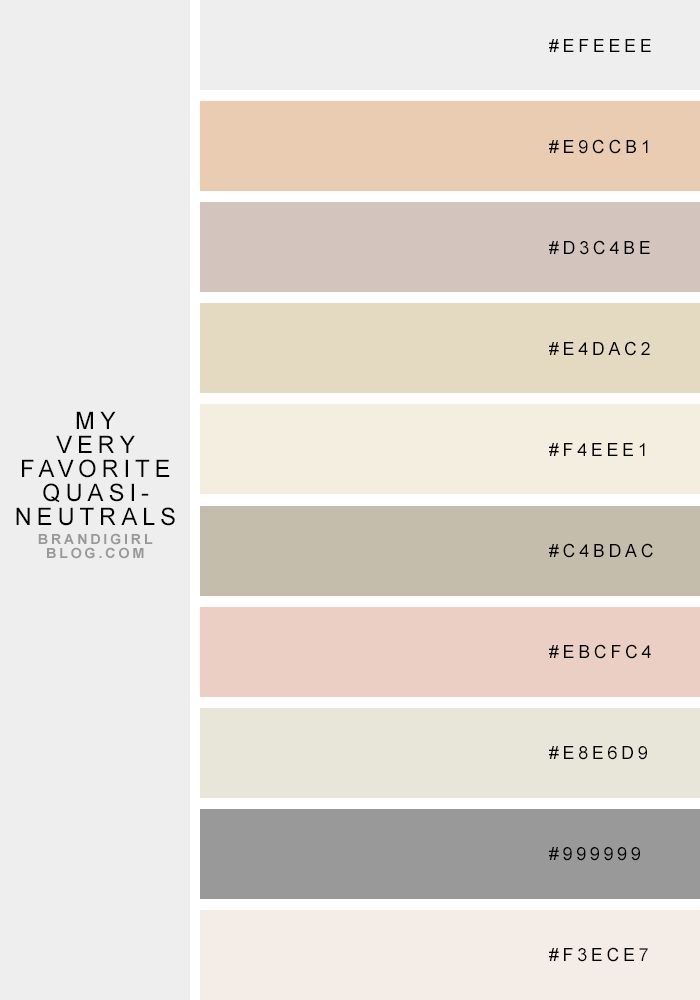 MY
VERY
FAVORITE
QUASI-
NEUTRALS
BRANDIGIRL
BLOG.COM
#EFEEEE
#E9CCB1
#D3C4BE
#E4DAC2
#F4EEE1
#C4BDAC
#EBCFC4
#E8E6D9
#999999
#F3ECE7